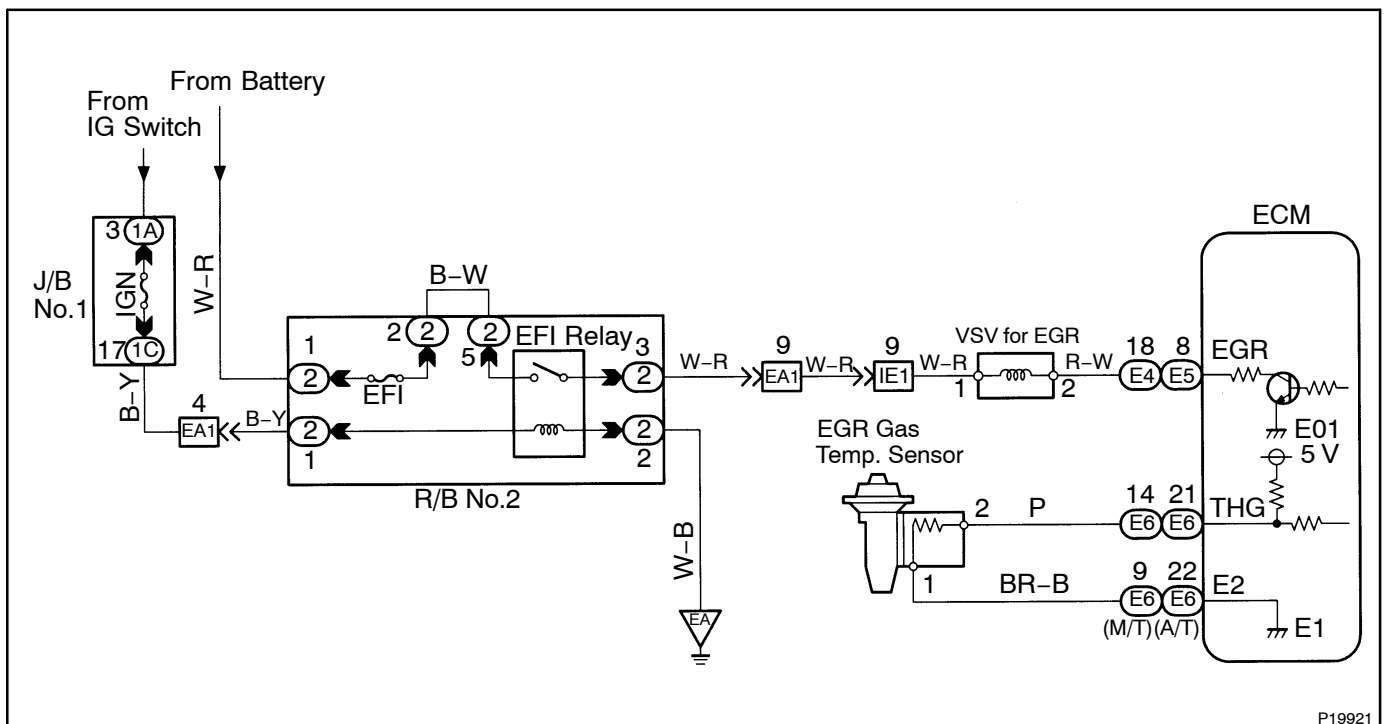 From Battery
From
IG Switch
ECM
3 1A
J/B
No.1
IGN
17 1C
W–R
B–W
B–Y
2 2 2
5
EFI Relay
1
2
EFI
3
2
W–R
9
EA1
W–R
9
IE1
W–R
VSV for EGR
1
2
R–W
18 8
E4 E5
EGR
E01
5 V
4
EA1
B–Y
2
1
2
2
R/B No.2
W–B
EA
EGR Gas
Temp. Sensor
2
P
14 21
E6 E6
THG
1
BR–B
9 22
E6 E6
(M/T) (A/T)
E2
E1
P19921